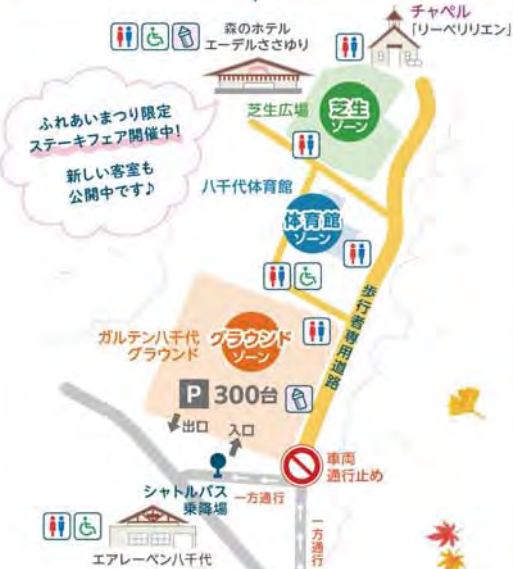 チャペル
「リーベリリエン」
森のホテル
エーデルささゆり
ふれあいまつり限定
ステーキフェア開催中!
新しい客室も
公開中です♪
芝生広場
芝生
ゾーン
八千代体育館
体育館
ゾーン
歩行者専用道路
ガルテン八千代
グラウンド
グラウンド
ゾーン
P 300台
出口
入口
車両
通行止め
シャトルバス
乗降場
一方通行
一方通行
エアレーベン八千代